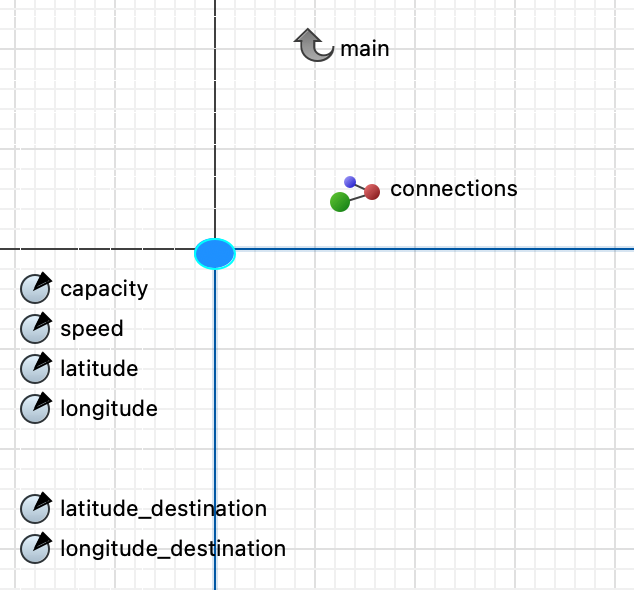 main
connections
capacity
speed
latitude
longitude
latitude_destination
longitude_destination